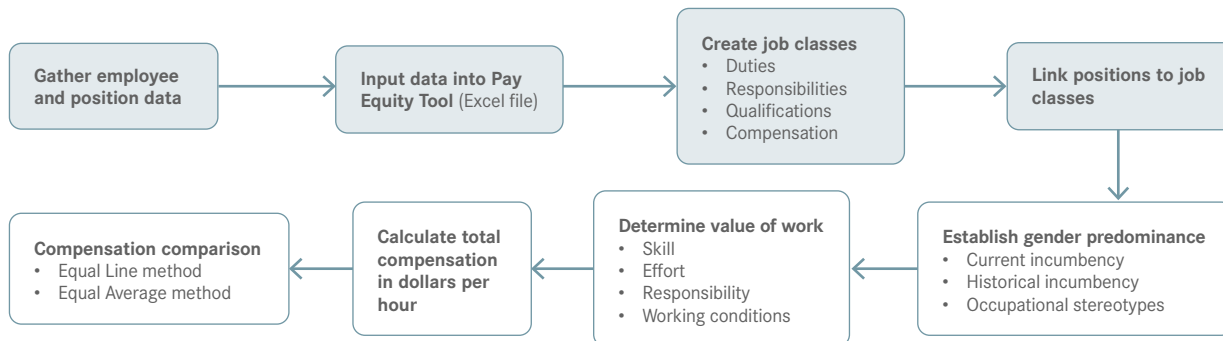 Gather employee
and position data
Input data into Pay
Equity Tool (Excel file)
Create job classes
• Duties
• Responsibilities
• Qualifications
• Compensation
Link positions to job
classes
Establish gender predominance
• Current incumbency
• Historical incumbency
• Occupational stereotypes
Determine value of work
• Skill
• Effort
• Responsibility
• Working conditions
Calculate total
compensation
in dollars per
hour
Compensation comparison
• Equal Line method
• Equal Average method